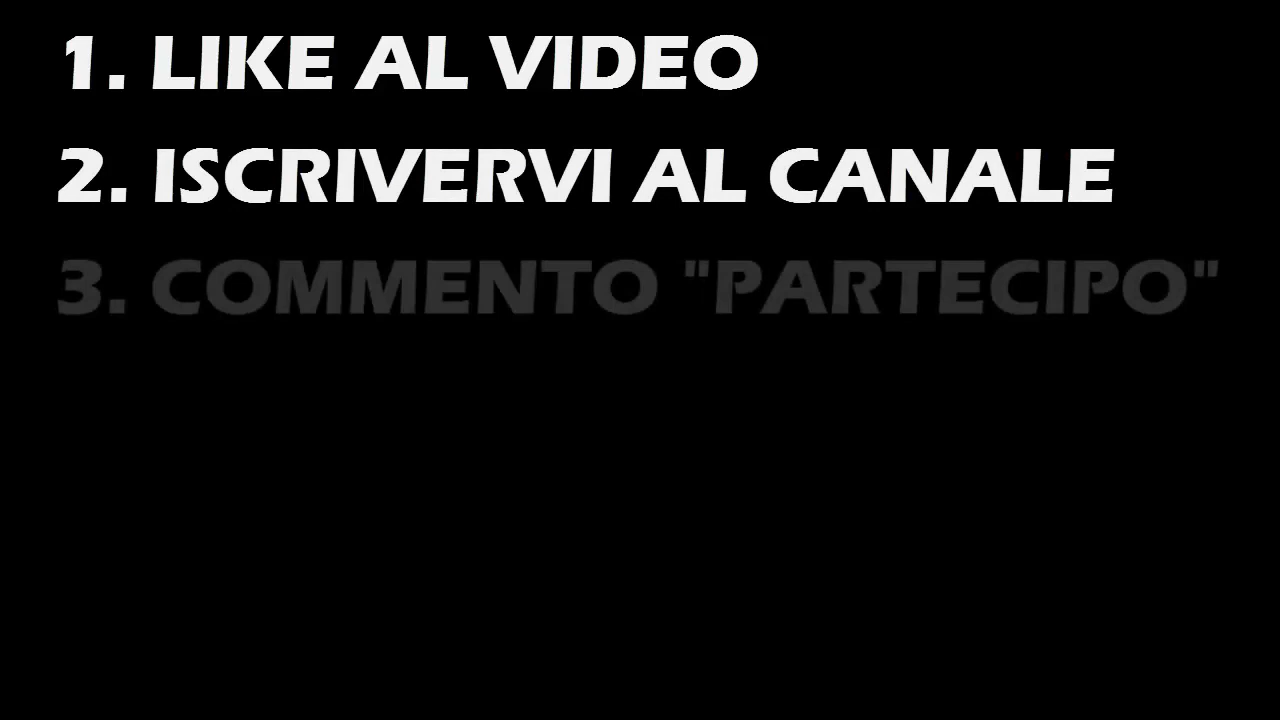 1. LIKE AL VIDEO
2. ISCRIVERVI AL CANALE
3. COMMENTO "PARTECIPO"